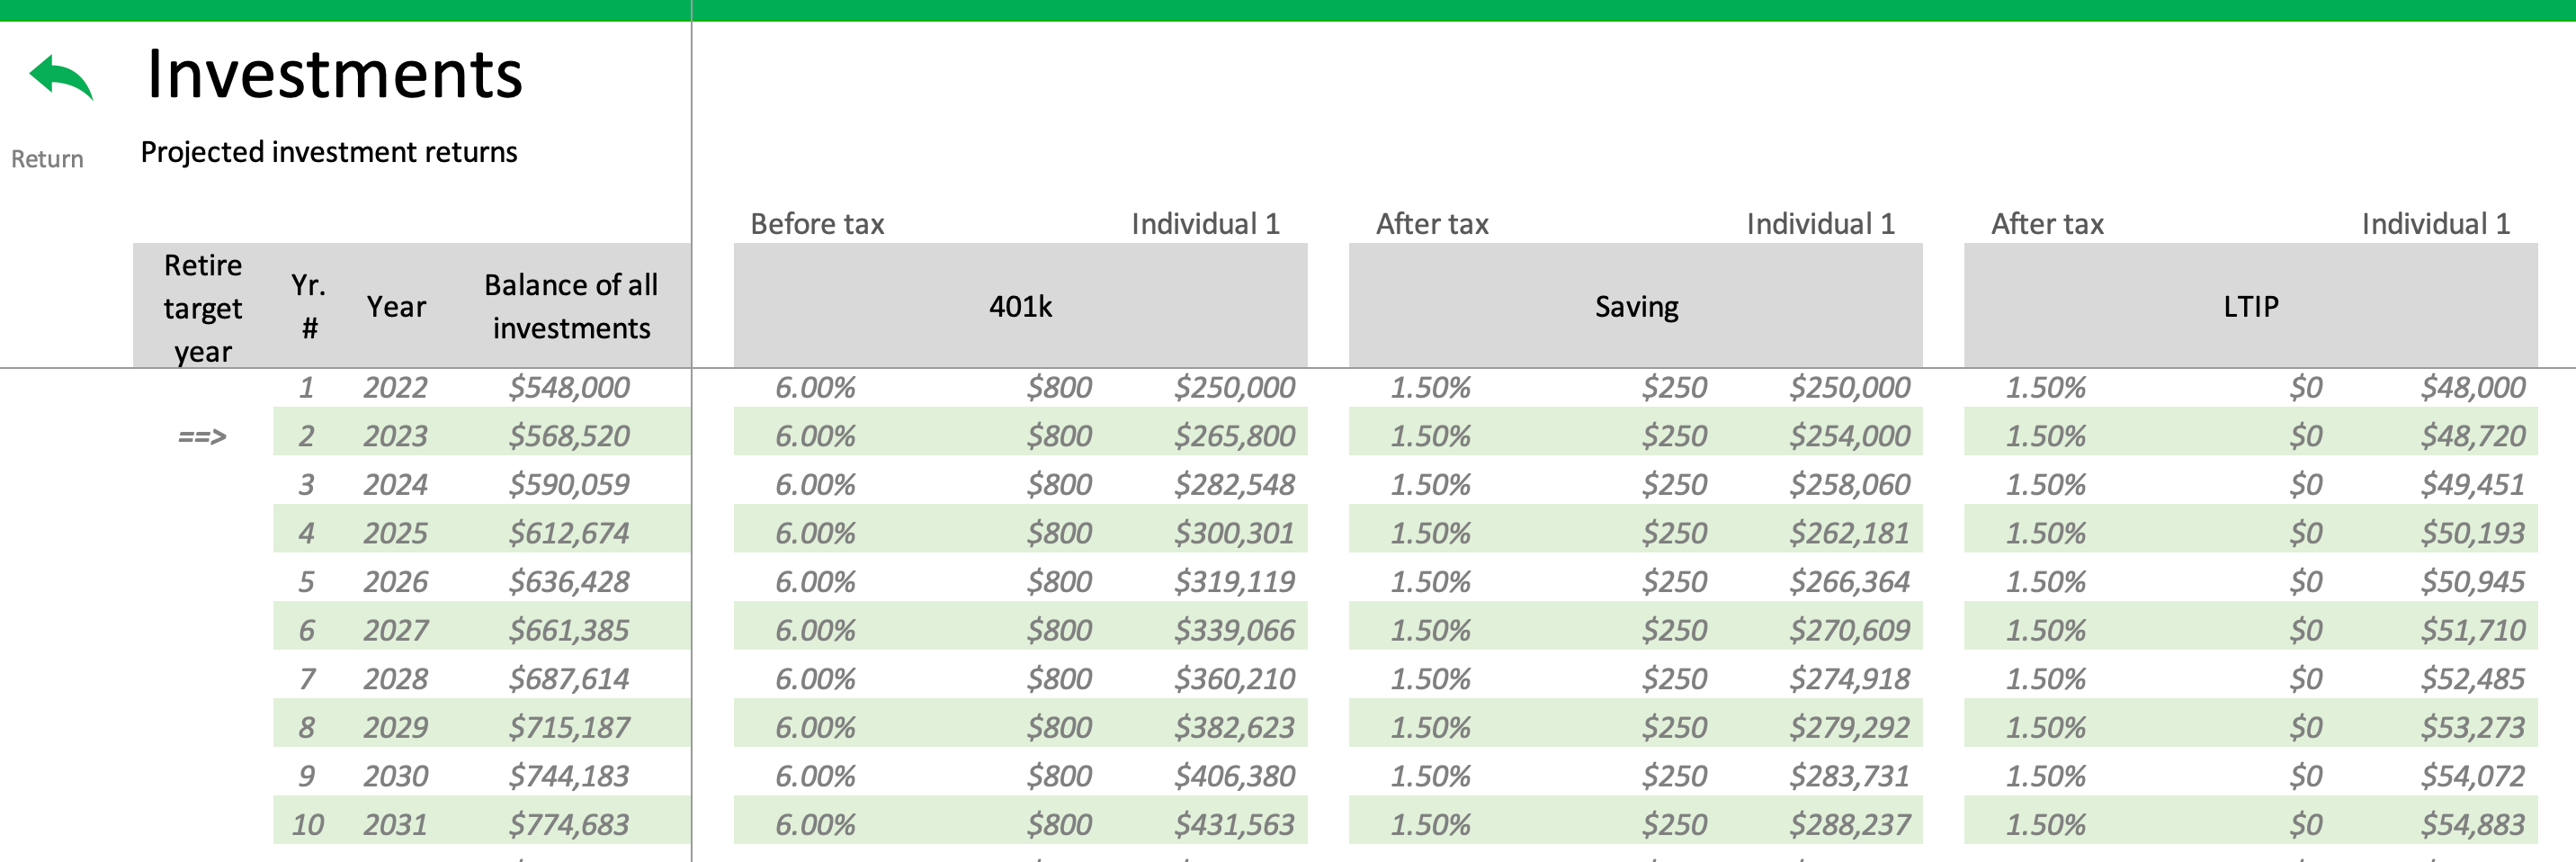 Investments
Return
Projected investment returns
Before tax Individual 1 After tax Individual 1 After tax Individual 1
Retire target year Yr. # Year Balance of all investments 401k Saving LTIP
1 2022 $548,000 6.00% $800 $250,000 1.50% $250 $250,000 1.50% $0 $48,000
==> 2 2023 $568,520 6.00% $800 $265,800 1.50% $250 $254,000 1.50% $0 $48,720
3 2024 $590,059 6.00% $800 $282,548 1.50% $250 $258,060 1.50% $0 $49,451
4 2025 $612,674 6.00% $800 $300,301 1.50% $250 $262,181 1.50% $0 $50,193
5 2026 $636,428 6.00% $800 $319,119 1.50% $250 $266,364 1.50% $0 $50,945
6 2027 $661,385 6.00% $800 $339,066 1.50% $250 $270,609 1.50% $0 $51,710
7 2028 $687,614 6.00% $800 $360,210 1.50% $250 $274,918 1.50% $0 $52,485
8 2029 $715,187 6.00% $800 $382,623 1.50% $250 $279,292 1.50% $0 $53,273
9 2030 $744,183 6.00% $800 $406,380 1.50% $250 $283,731 1.50% $0 $54,072
10 2031 $774,683 6.00% $800 $431,563 1.50% $250 $288,237 1.50% $0 $54,883